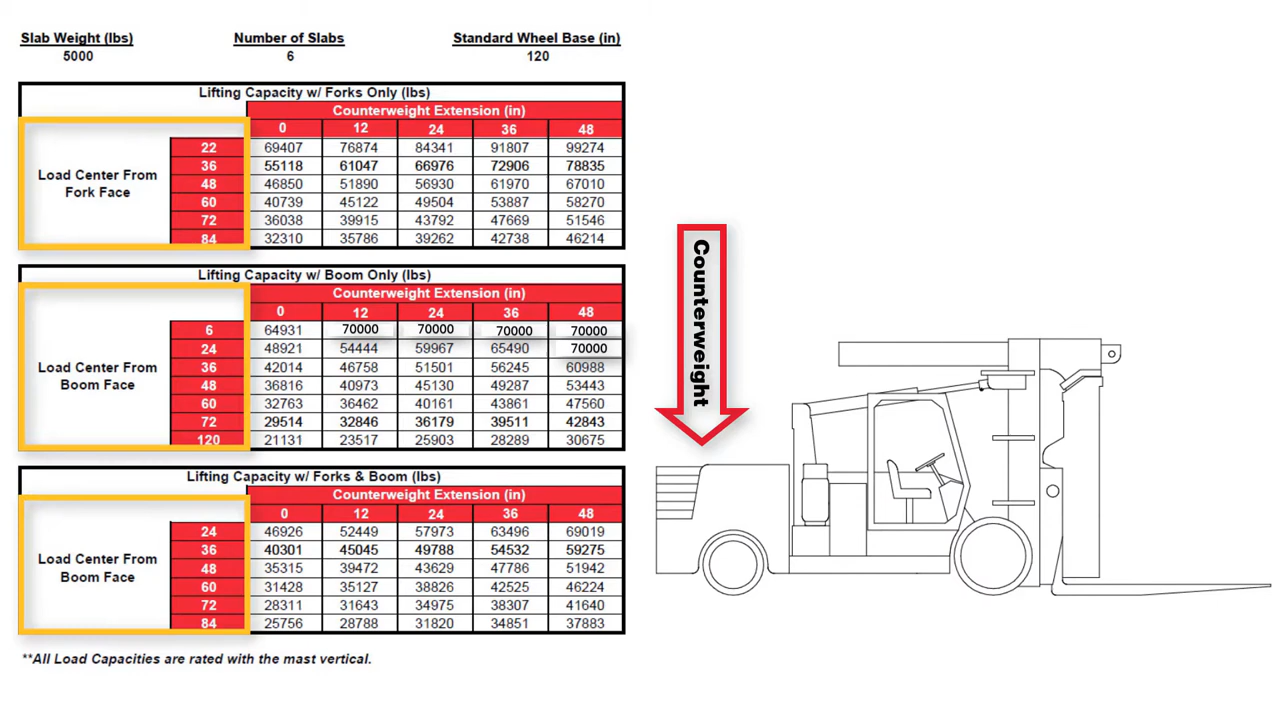 Slab Weight (lbs) Number of Slabs Standard Wheel Base (in)
5000 6 120
Lifting Capacity w/ Forks Only (lbs)
Counterweight Extension (in)
0 12 24 36 48
Load Center From
Fork Face
22 69407 76874 84341 91807 99274
36 55118 61047 66976 72906 78835
48 46850 51890 56930 61970 67010
60 40739 45122 49504 53887 58270
72 36038 39915 43792 47669 51546
84 32310 35786 39262 42738 46214
Lifting Capacity w/ Boom Only (lbs)
Counterweight Extension (in)
0 12 24 36 48
Load Center From
Boom Face
6 64931 70000 70000 70000 70000
24 48921 54444 59967 65490 70000
36 42014 46758 51501 56245 60988
48 36816 40973 45130 49287 53443
60 32763 36462 40161 43861 47560
72 29514 32846 36179 39511 42843
120 21131 23517 25903 28289 30675
Lifting Capacity w/ Forks & Boom (lbs)
Counterweight Extension (in)
0 12 24 36 48
Load Center From
Boom Face
24 46926 52449 57973 63496 69019
36 40301 45045 49788 54532 59275
48 35315 39472 43629 47786 51942
60 31428 35127 38826 42525 46224
72 28311 31643 34975 38307 41640
84 25756 28788 31820 34851 37883
**All Load Capacities are rated with the mast vertical.
Counterweight